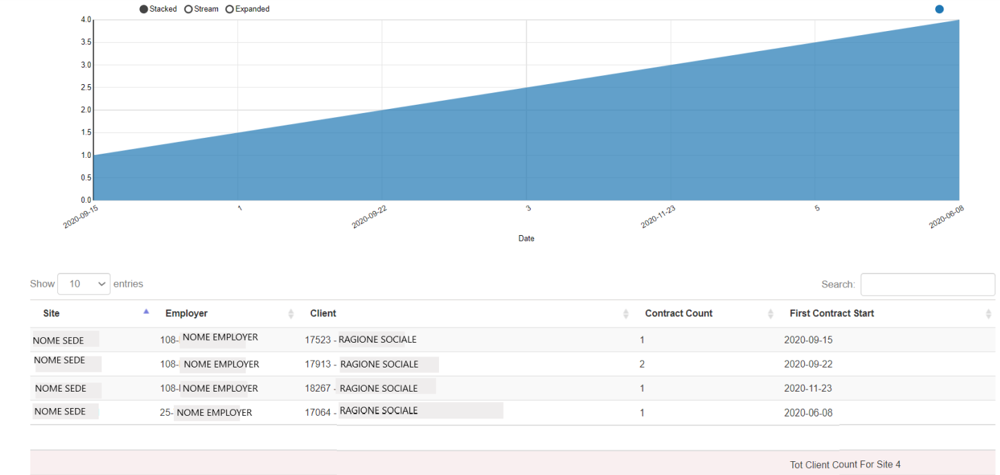 Stacked Stream Expanded
4.0
3.5
3.0
2.5
2.0
1.5
1.0
0.5
0.0
2020-09-15 1 2020-09-22 3 2020-11-23 5 2020-06-08
Date
Show 10 entries Search:
Site Employer Client Contract Count First Contract Start
NOME SEDE 108- NOME EMPLOYER 17523 - RAGIONE SOCIALE 1 2020-09-15
NOME SEDE 108- NOME EMPLOYER 17913 - RAGIONE SOCIALE 2 2020-09-22
NOME SEDE 108- NOME EMPLOYER 18267 - RAGIONE SOCIALE 1 2020-11-23
NOME SEDE 25- NOME EMPLOYER 17064 - RAGIONE SOCIALE 1 2020-06-08
Tot Client Count For Site 4